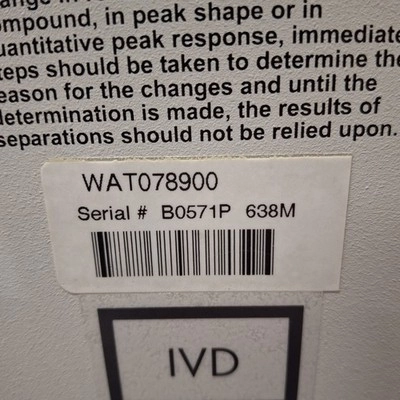 compound, in peak shape or in
quantitative peak response, immediate
steps should be taken to determine the
reason for the changes and until the
determination is made, the results of
separations should not be relied upon.
WAT078900
Serial # B0571P 638M
IVD